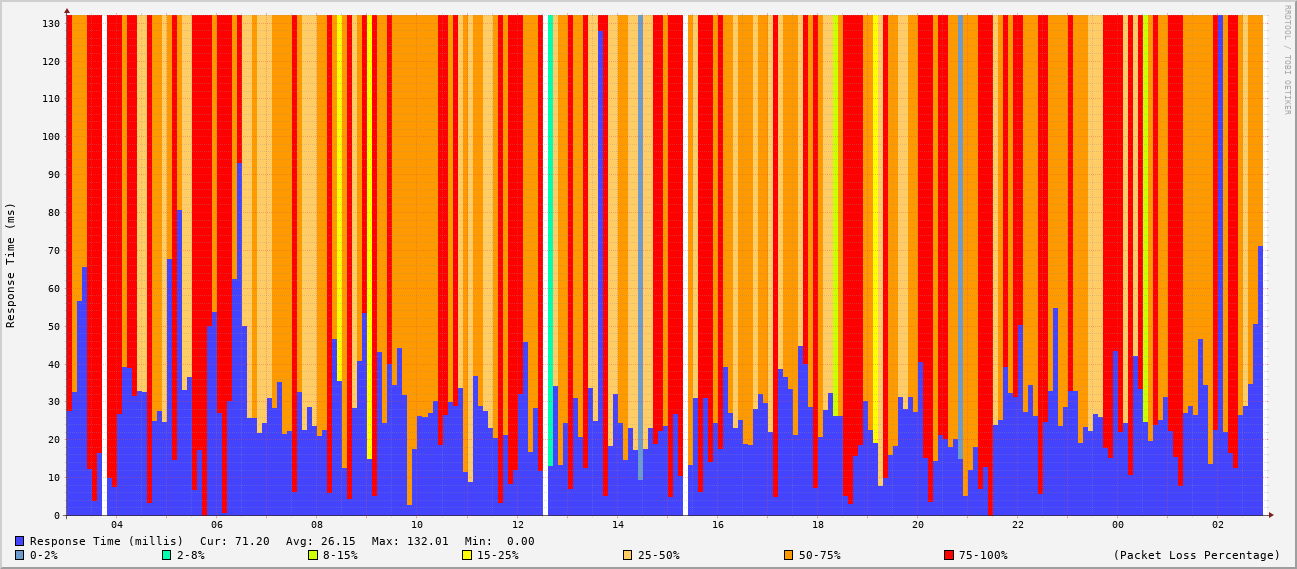 RRDTOOL / TOBI OETIKER
Response Time (ms)
130
120
110
100
90
80
70
60
50
40
30
20
10
0
04 06 08 10 12 14 16 18 20 22 00 02
Response Time (millis) Cur: 71.20 Avg: 26.15 Max: 132.01 Min: 0.00
0-2% 2-8% 8-15% 15-25% 25-50% 50-75% 75-100% (Packet Loss Percentage)